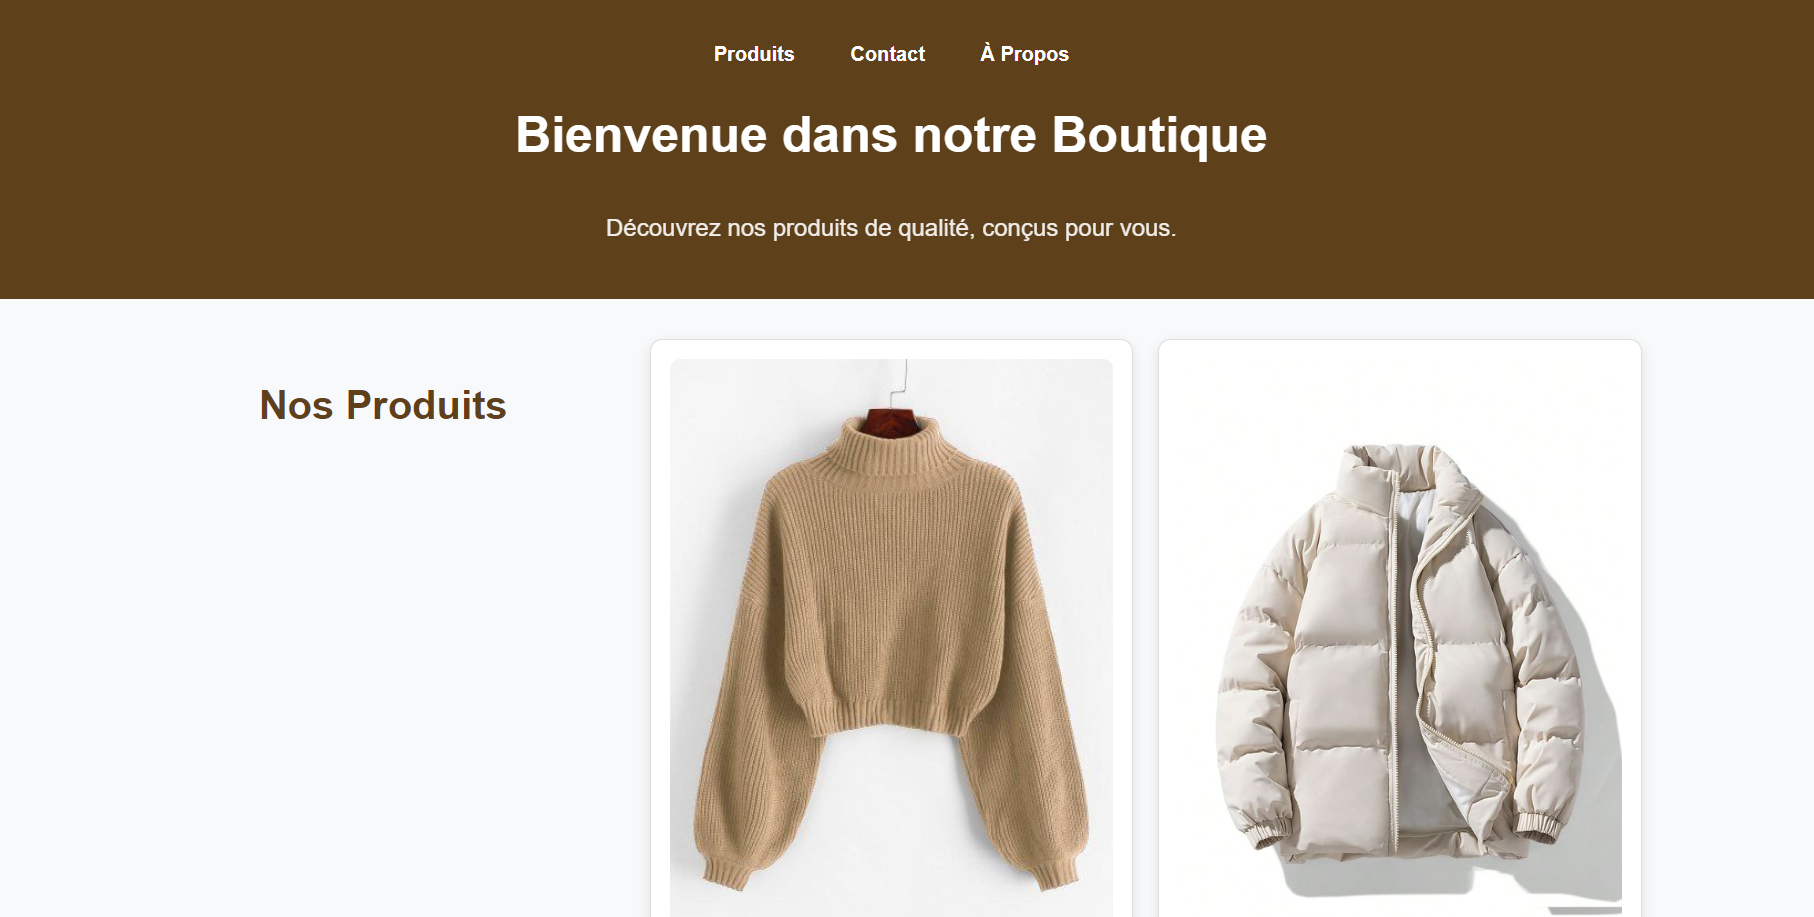 Produits Contact À Propos
Bienvenue dans notre Boutique
Découvrez nos produits de qualité, conçus pour vous.
Nos Produits